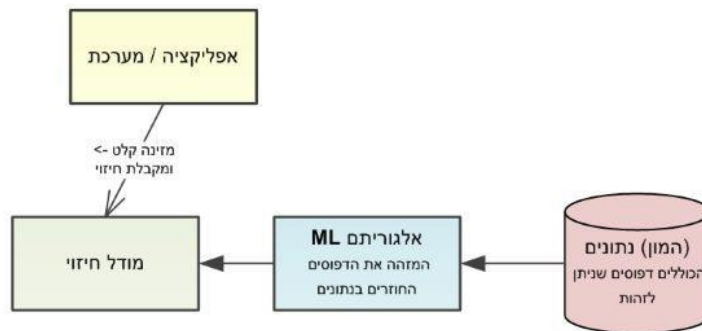 אפליקציה / מערכת
מזינה קלט ->
ומקבלת חיזוי
(המון) נתונים
הכוללים דפוסים שניתן
לזהות
אלגוריתם ML
המזהה את הדפוסים
החוזרים בנתונים
מודל חיזוי